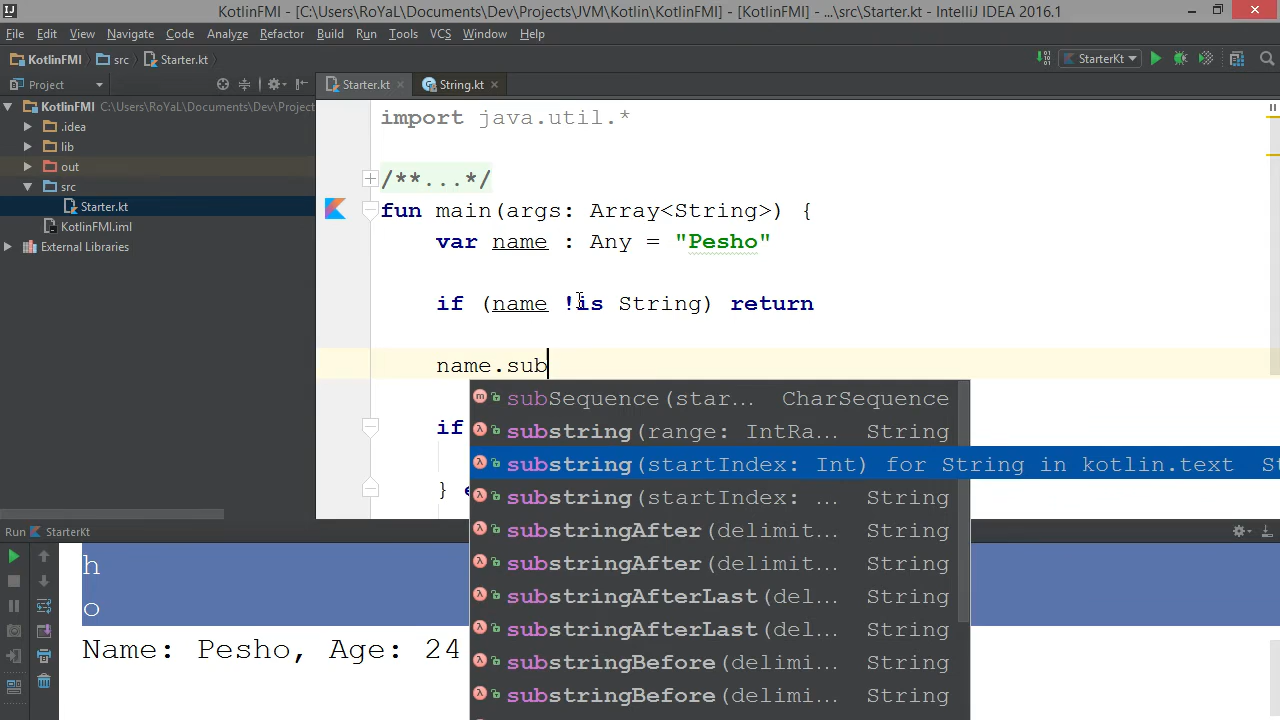 KotlinFMI - [C:\Users\RoYaL\Documents\Dev\Projects\JVM\Kotlin\KotlinFMI] - [KotlinFMI] - ...\src\Starter.kt - IntelliJ IDEA 2016.1
File Edit View Navigate Code Analyze Refactor Build Run Tools VCS Window Help
KotlinFMI src Starter.kt StarterKt
Project Starter.kt String.kt
KotlinFMI C:\Users\RoYaL\Documents\Dev\Project
.idea
lib
out
src
Starter.kt
KotlinFMI.iml
External Libraries
import java.util.*
/**...*/
fun main(args: Array<String>) {
var name : Any = "Pesho"
if (name !is String) return
name.sub
if
} e
subSequence(star... CharSequence
substring(range: IntRa... String
substring(startIndex: Int) for String in kotlin.text St
substring(startIndex: ... String
substringAfter(delimit... String
substringAfter(delimit... String
substringAfterLast(del... String
substringAfterLast(del... String
substringBefore(delimi... String
substringBefore(delimi... String
Run StarterKt
h
o
Name: Pesho, Age: 24